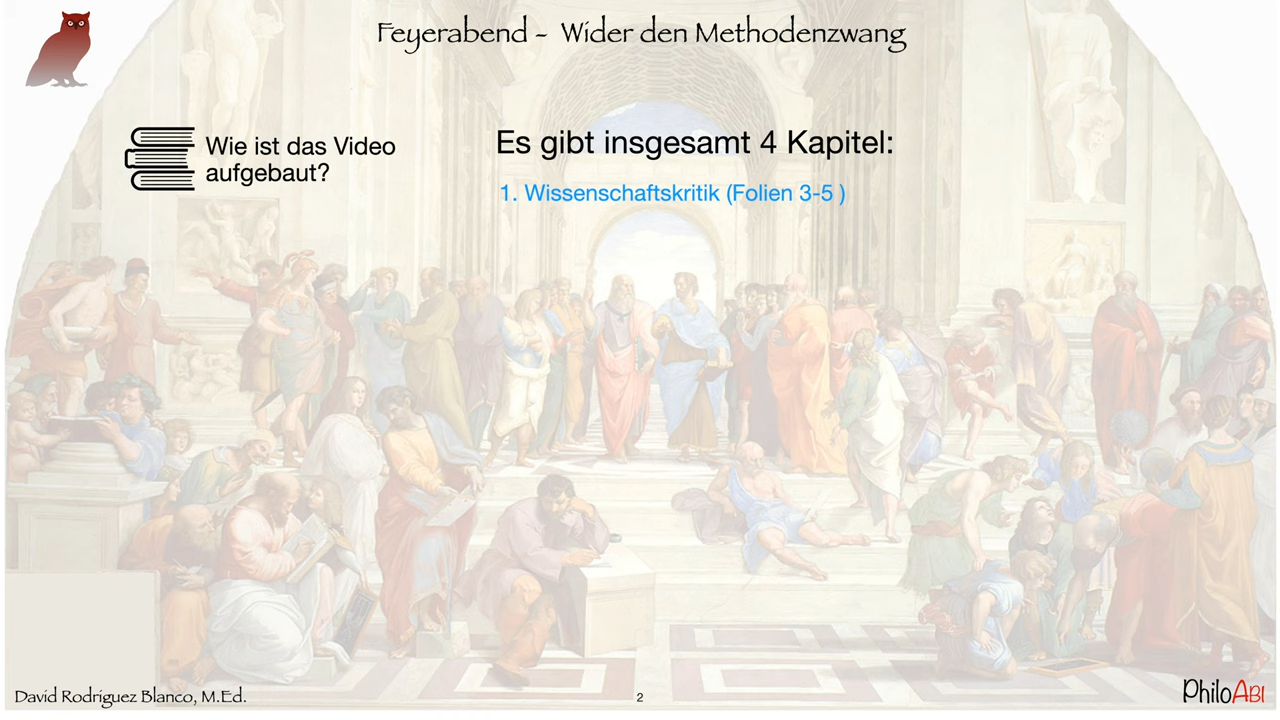 Feyerabend - Wider den Methodenzwang
Wie ist das Video
aufgebaut?
Es gibt insgesamt 4 Kapitel:
1. Wissenschaftskritik (Folien 3-5 )
David Rodriguez Blanco, M.Ed.
2
PhiloABI